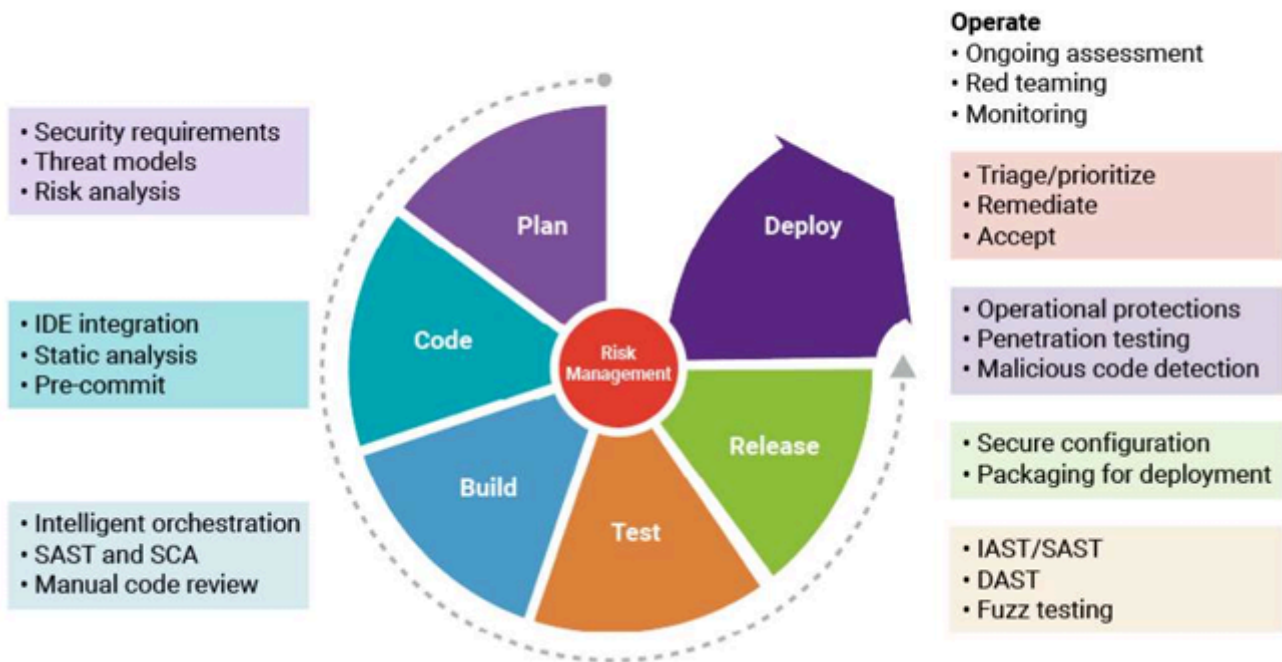 • Security requirements
• Threat models
• Risk analysis
• IDE integration
• Static analysis
• Pre-commit
• Intelligent orchestration
• SAST and SCA
• Manual code review
Plan
Code
Build
Test
Release
Deploy
Risk
Management
Operate
• Ongoing assessment
• Red teaming
• Monitoring
• Triage/prioritize
• Remediate
• Accept
• Operational protections
• Penetration testing
• Malicious code detection
• Secure configuration
• Packaging for deployment
• IAST/SAST
• DAST
• Fuzz testing